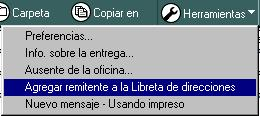 Carpeta Copiar en Herramientas
Preferencias...
Info. sobre la entrega...
Ausente de la oficina...
Agregar remitente a la Libreta de direcciones
Nuevo mensaje - Usando impreso